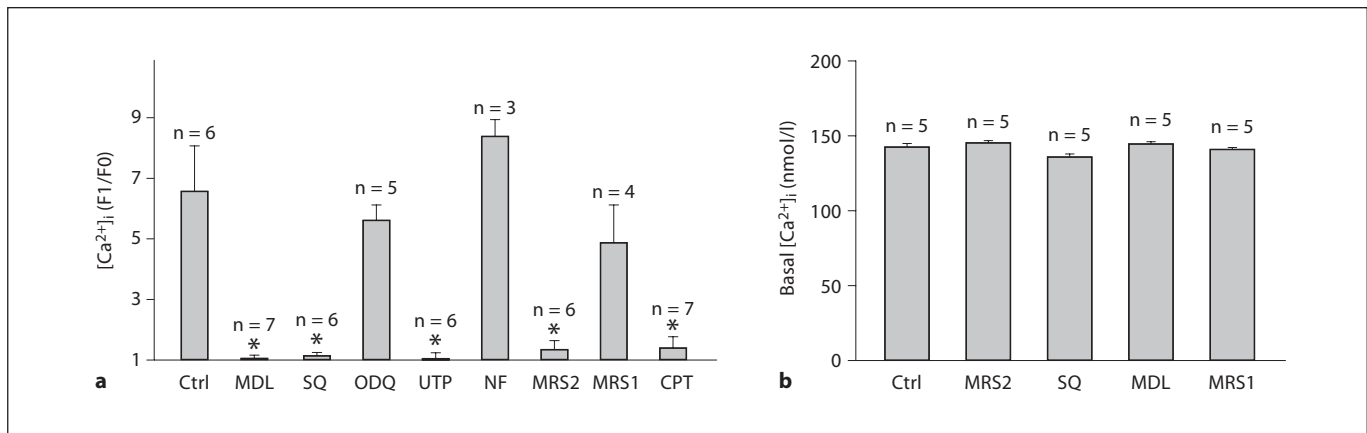 [Ca²⁺]ᵢ (F1/F0)
9
7
5
3
1
n = 6
n = 7
*
n = 6
*
n = 5
n = 6
*
n = 3
n = 6
*
n = 4
n = 7
*
Ctrl MDL SQ ODQ UTP NF MRS2 MRS1 CPT
a
Basal [Ca²⁺]ᵢ (nmol/l)
200
150
100
50
0
n = 5 n = 5 n = 5 n = 5 n = 5
Ctrl MRS2 SQ MDL MRS1
b